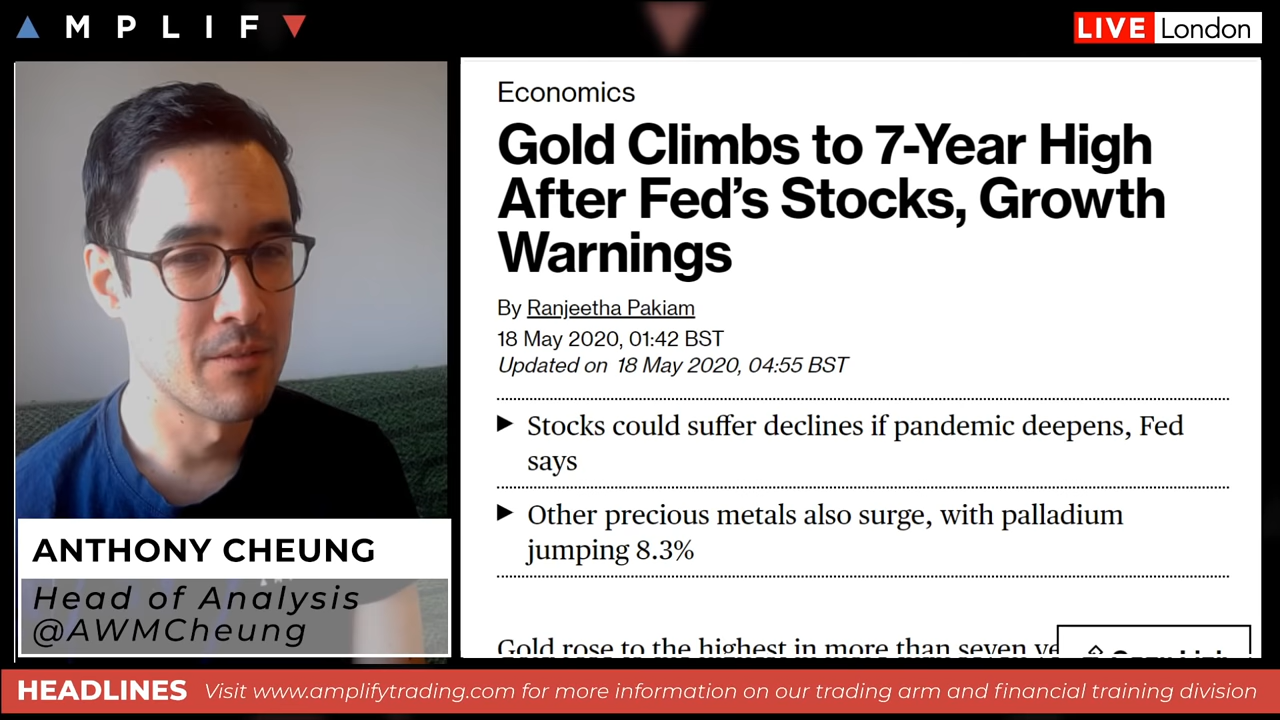 AMPLIFY
LIVE London
Economics
Gold Climbs to 7-Year High
After Fed’s Stocks, Growth
Warnings
By Ranjeetha Pakiam
18 May 2020, 01:42 BST
Updated on 18 May 2020, 04:55 BST
Stocks could suffer declines if pandemic deepens, Fed
says
Other precious metals also surge, with palladium
jumping 8.3%
Gold rose to the highest in more than seven
ANTHONY CHEUNG
Head of Analysis
@AWMCheung
HEADLINES Visit www.amplifytrading.com for more information on our trading arm and financial training division